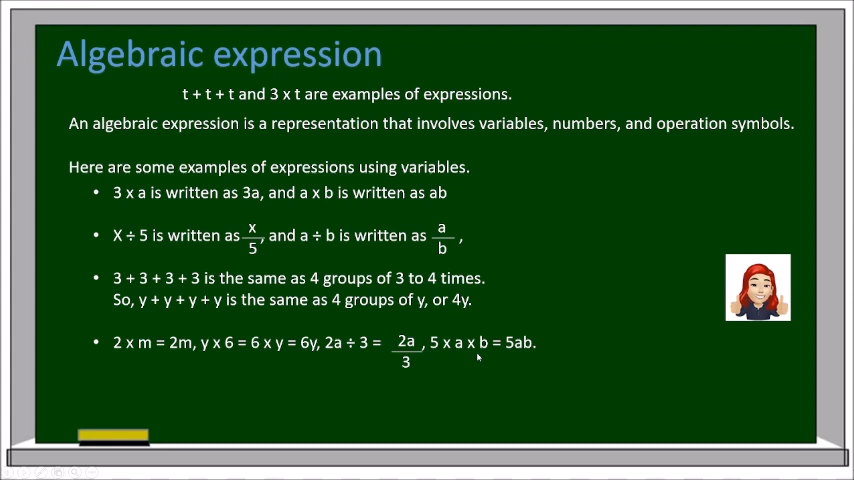 Algebraic expression
t + t + t and 3 x t are examples of expressions.
An algebraic expression is a representation that involves variables, numbers, and operation symbols.
Here are some examples of expressions using variables.
• 3 x a is written as 3a, and a x b is written as ab
• X ÷ 5 is written as x/5, and a ÷ b is written as a/b ,
• 3 + 3 + 3 + 3 is the same as 4 groups of 3 to 4 times.
So, y + y + y + y is the same as 4 groups of y, or 4y.
• 2 x m = 2m, y x 6 = 6 x y = 6y, 2a ÷ 3 = 2a/3 , 5 x a x b = 5ab.